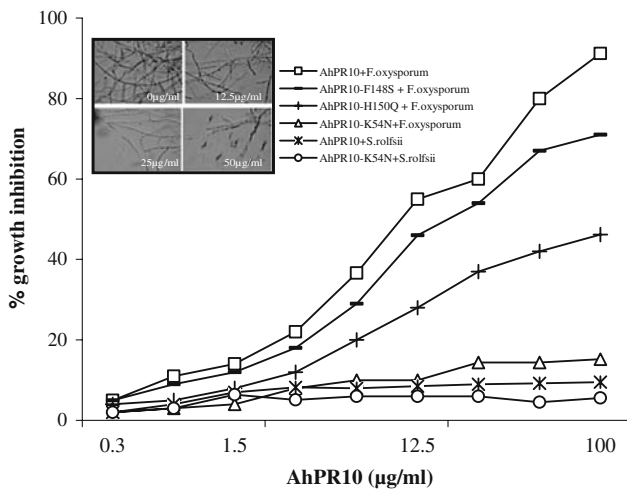 100
80
60
40
20
0
% growth inhibition
0µg/ml
12.5µg/ml
25µg/ml
50µg/ml
AhPR10+F.oxysporum
AhPR10-F148S + F.oxysporum
AhPR10-H150Q + F.oxysporum
AhPR10-K54N+F.oxysporum
AhPR10+S.rolfsii
AhPR10-K54N+S.rolfsii
0.3
1.5
12.5
100
AhPR10 (µg/ml)